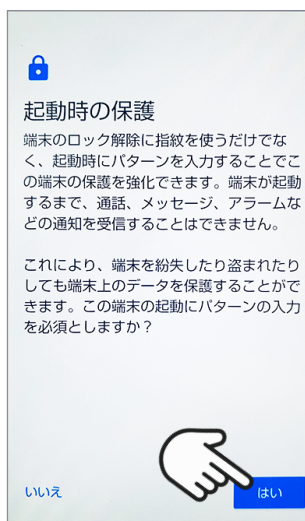 起動時の保護
端末のロック解除に指紋を使うだけでな
く、起動時にパターンを入力することでこ
の端末の保護を強化できます。端末が起動
するまで、通話、メッセージ、アラームな
どの通知を受信することはできません。
これにより、端末を紛失したり盗まれたり
しても端末上のデータを保護することがで
きます。この端末の起動にパターンの入力
を必須としますか？
いいえ
はい